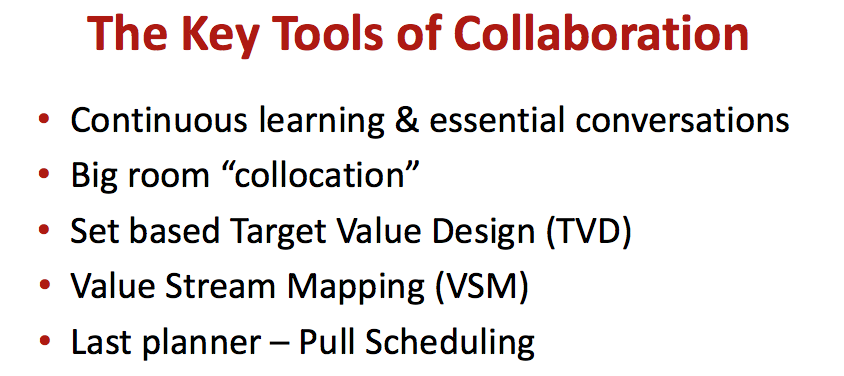 The Key Tools of Collaboration
• Continuous learning & essential conversations
• Big room “collocation”
• Set based Target Value Design (TVD)
• Value Stream Mapping (VSM)
• Last planner – Pull Scheduling